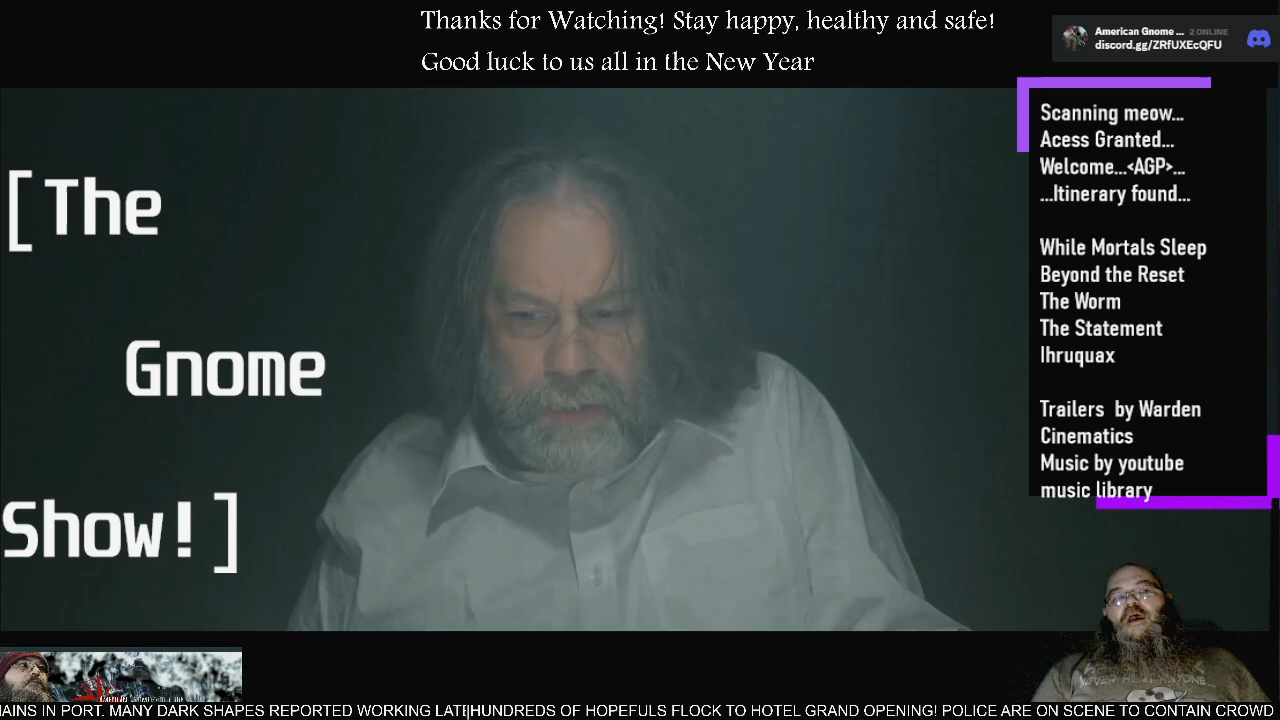 Thanks for Watching! Stay happy, healthy and safe!
Good luck to us all in the New Year
American Gnome ... 2 ONLINE
discord.gg/ZRfUXEcQFU
[The
Gnome
Show!]
Scanning meow...
Acess Granted...
Welcome...<AGP>...
...Itinerary found...
While Mortals Sleep
Beyond the Reset
The Worm
The Statement
Ihruquax
Trailers by Warden
Cinematics
Music by youtube
music library
NEVER HURT ANYONE...
AINS IN PORT. MANY DARK SHAPES REPORTED WORKING LAT HUNDREDS OF HOPEFULS FLOCK TO HOTEL GRAND OPENING! POLICE ARE ON SCENE TO CONTAIN CROWD